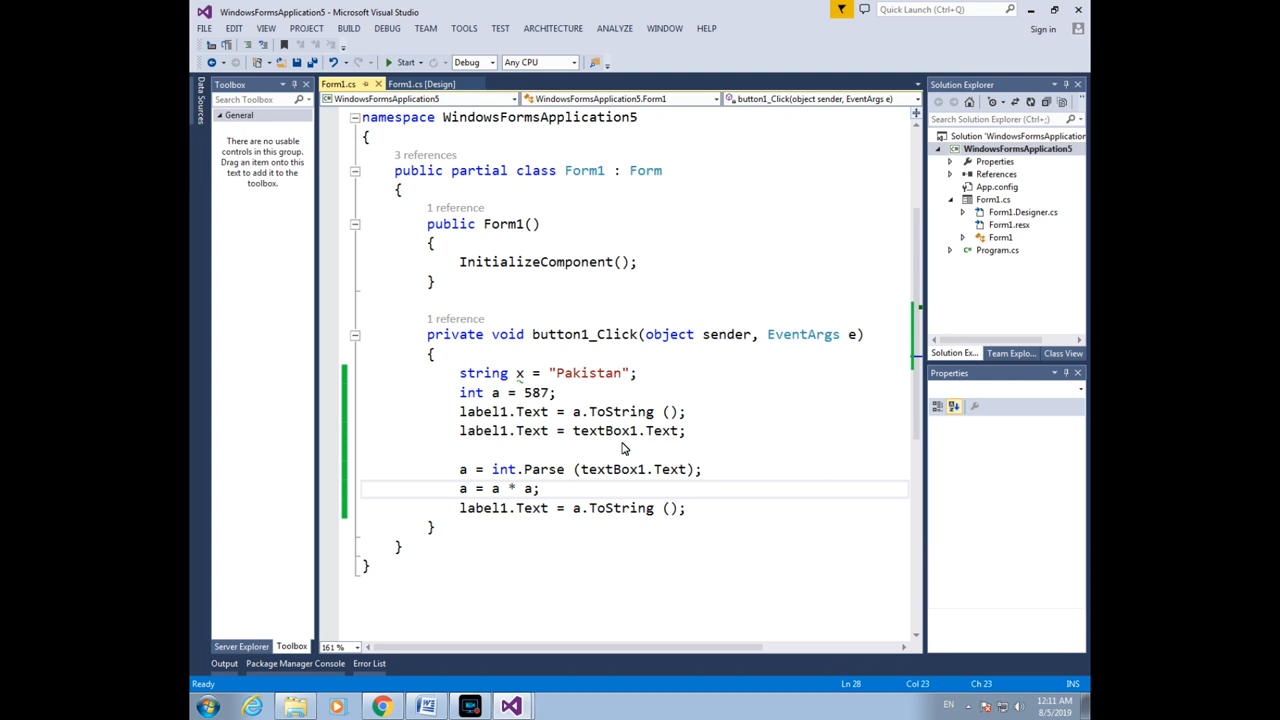 WindowsFormsApplication5 - Microsoft Visual Studio
Quick Launch (Ctrl+Q)
FILE EDIT VIEW PROJECT BUILD DEBUG TEAM TOOLS TEST ARCHITECTURE ANALYZE WINDOW HELP
Sign in
Start Debug Any CPU
Data Sources
Toolbox
Search Toolbox
General
There are no usable
controls in this group.
Drag an item onto this
text to add it to the
toolbox.
Server Explorer Toolbox
Form1.cs Form1.cs [Design]
WindowsFormsApplication5 WindowsFormsApplication5.Form1 button1_Click(object sender, EventArgs e)
namespace WindowsFormsApplication5
{
3 references
public partial class Form1 : Form
{
1 reference
public Form1()
{
InitializeComponent();
}
1 reference
private void button1_Click(object sender, EventArgs e)
{
string x = "Pakistan";
int a = 587;
label1.Text = a.ToString ();
label1.Text = textBox1.Text;
a = int.Parse (textBox1.Text);
a = a * a;
label1.Text = a.ToString ();
}
}
}
161 %
Solution Explorer
Search Solution Explorer (Ctrl+;)
Solution 'WindowsFormsApplication
WindowsFormsApplication5
Properties
References
App.config
Form1.cs
Form1.Designer.cs
Form1.resx
Form1
Program.cs
Solution Ex... Team Explo... Class View
Properties
Output Package Manager Console Error List
Ready Ln 28 Col 23 Ch 23 INS
EN
12:11 AM
8/5/2019